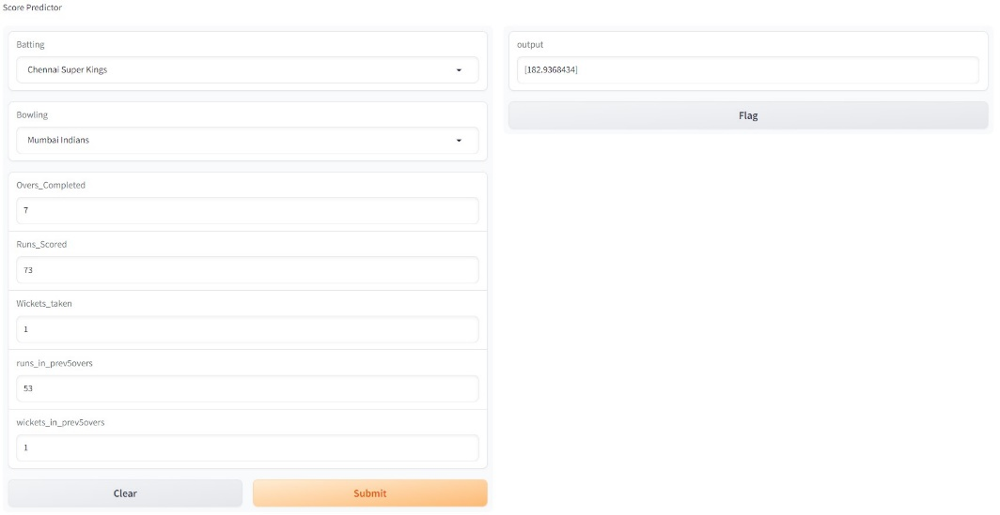 Score Predictor
Batting
Chennai Super Kings
Bowling
Mumbai Indians
Overs_Completed
7
Runs_Scored
73
Wickets_taken
1
runs_in_prev5overs
53
wickets_in_prev5overs
1
Clear
Submit
output
[182.9368434]
Flag